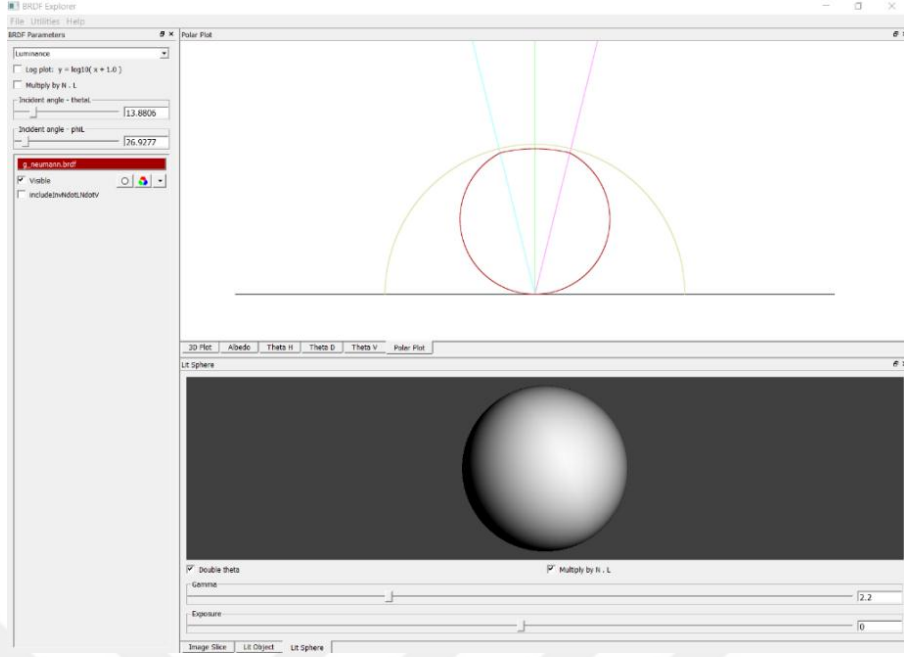 BRDF Explorer
File Utilities Help
BRDF Parameters
Polar Plot
Luminance
Log plot: y = log10( x + 1.0 )
Multiply by N . L
Incident angle - thetaL
13.8806
Incident angle - phiL
26.9277
g_neumann.brdf
Visible
includeInvNdotLNdotV
3D Plot Albedo Theta H Theta D Theta V Polar Plot
Lit Sphere
Double theta
Multiply by N . L
Gamma
2.2
Exposure
0
Image Slice Lit Object Lit Sphere